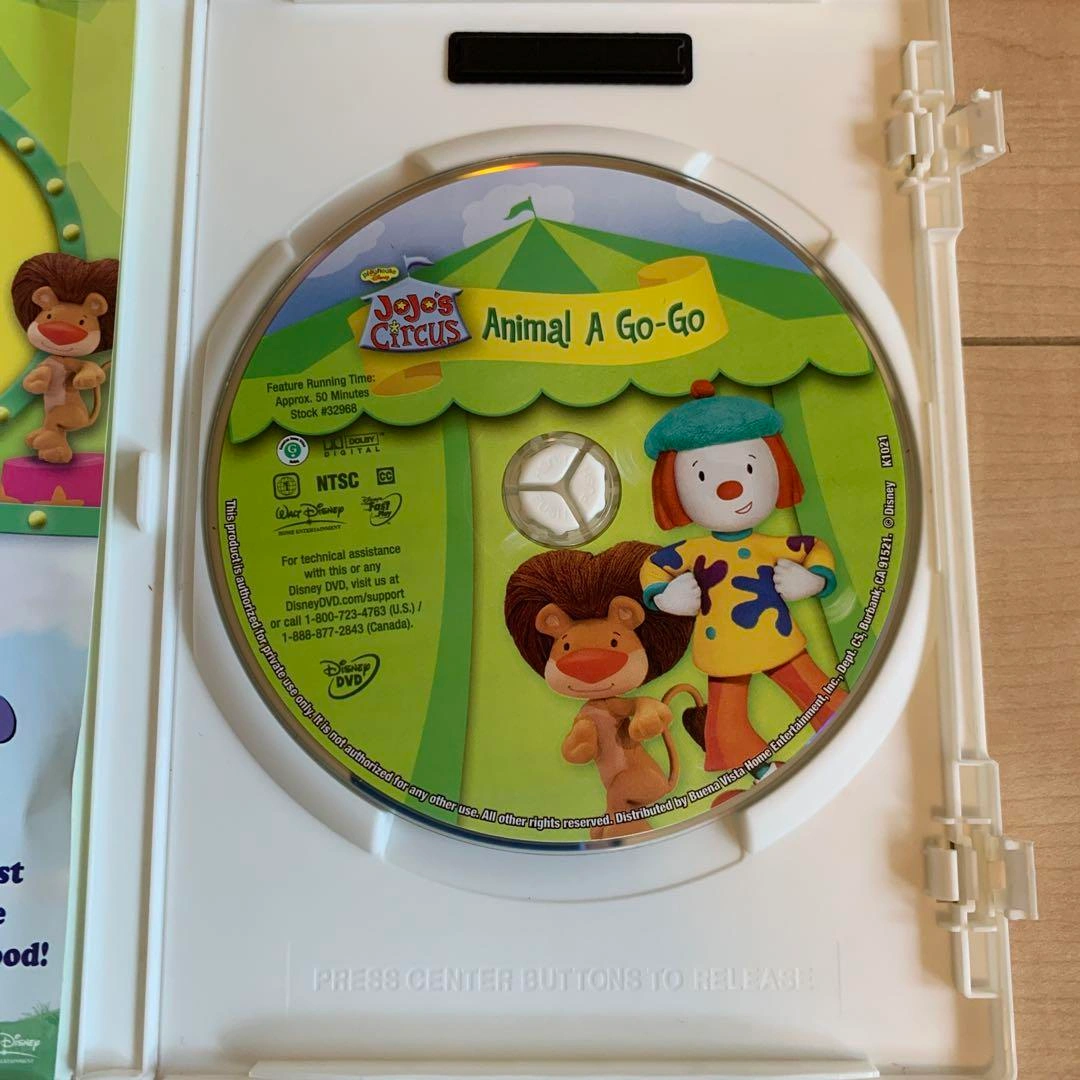 playhouse
Disney
JoJo's
Circus
Animal A Go-Go
Feature Running Time:
Approx. 50 Minutes
Stock #32968
G
DOLBY
DIGITAL
1
NTSC
CC
Walt Disney
HOME ENTERTAINMENT
Disney's
Fast
Play
For technical assistance
with this or any
Disney DVD, visit us at
DisneyDVD.com/support
or call 1-800-723-4763 (U.S.) /
1-888-877-2843 (Canada).
Disney
DVD
This product is authorized for private use only. It is not authorized for any other use. All other rights reserved. Distributed by Buena Vista Home Entertainment, Inc., Dept. CS, Burbank, CA 91521. © Disney K1021
PRESS CENTER BUTTONS TO RELEASE
st
e
ood!
Disney